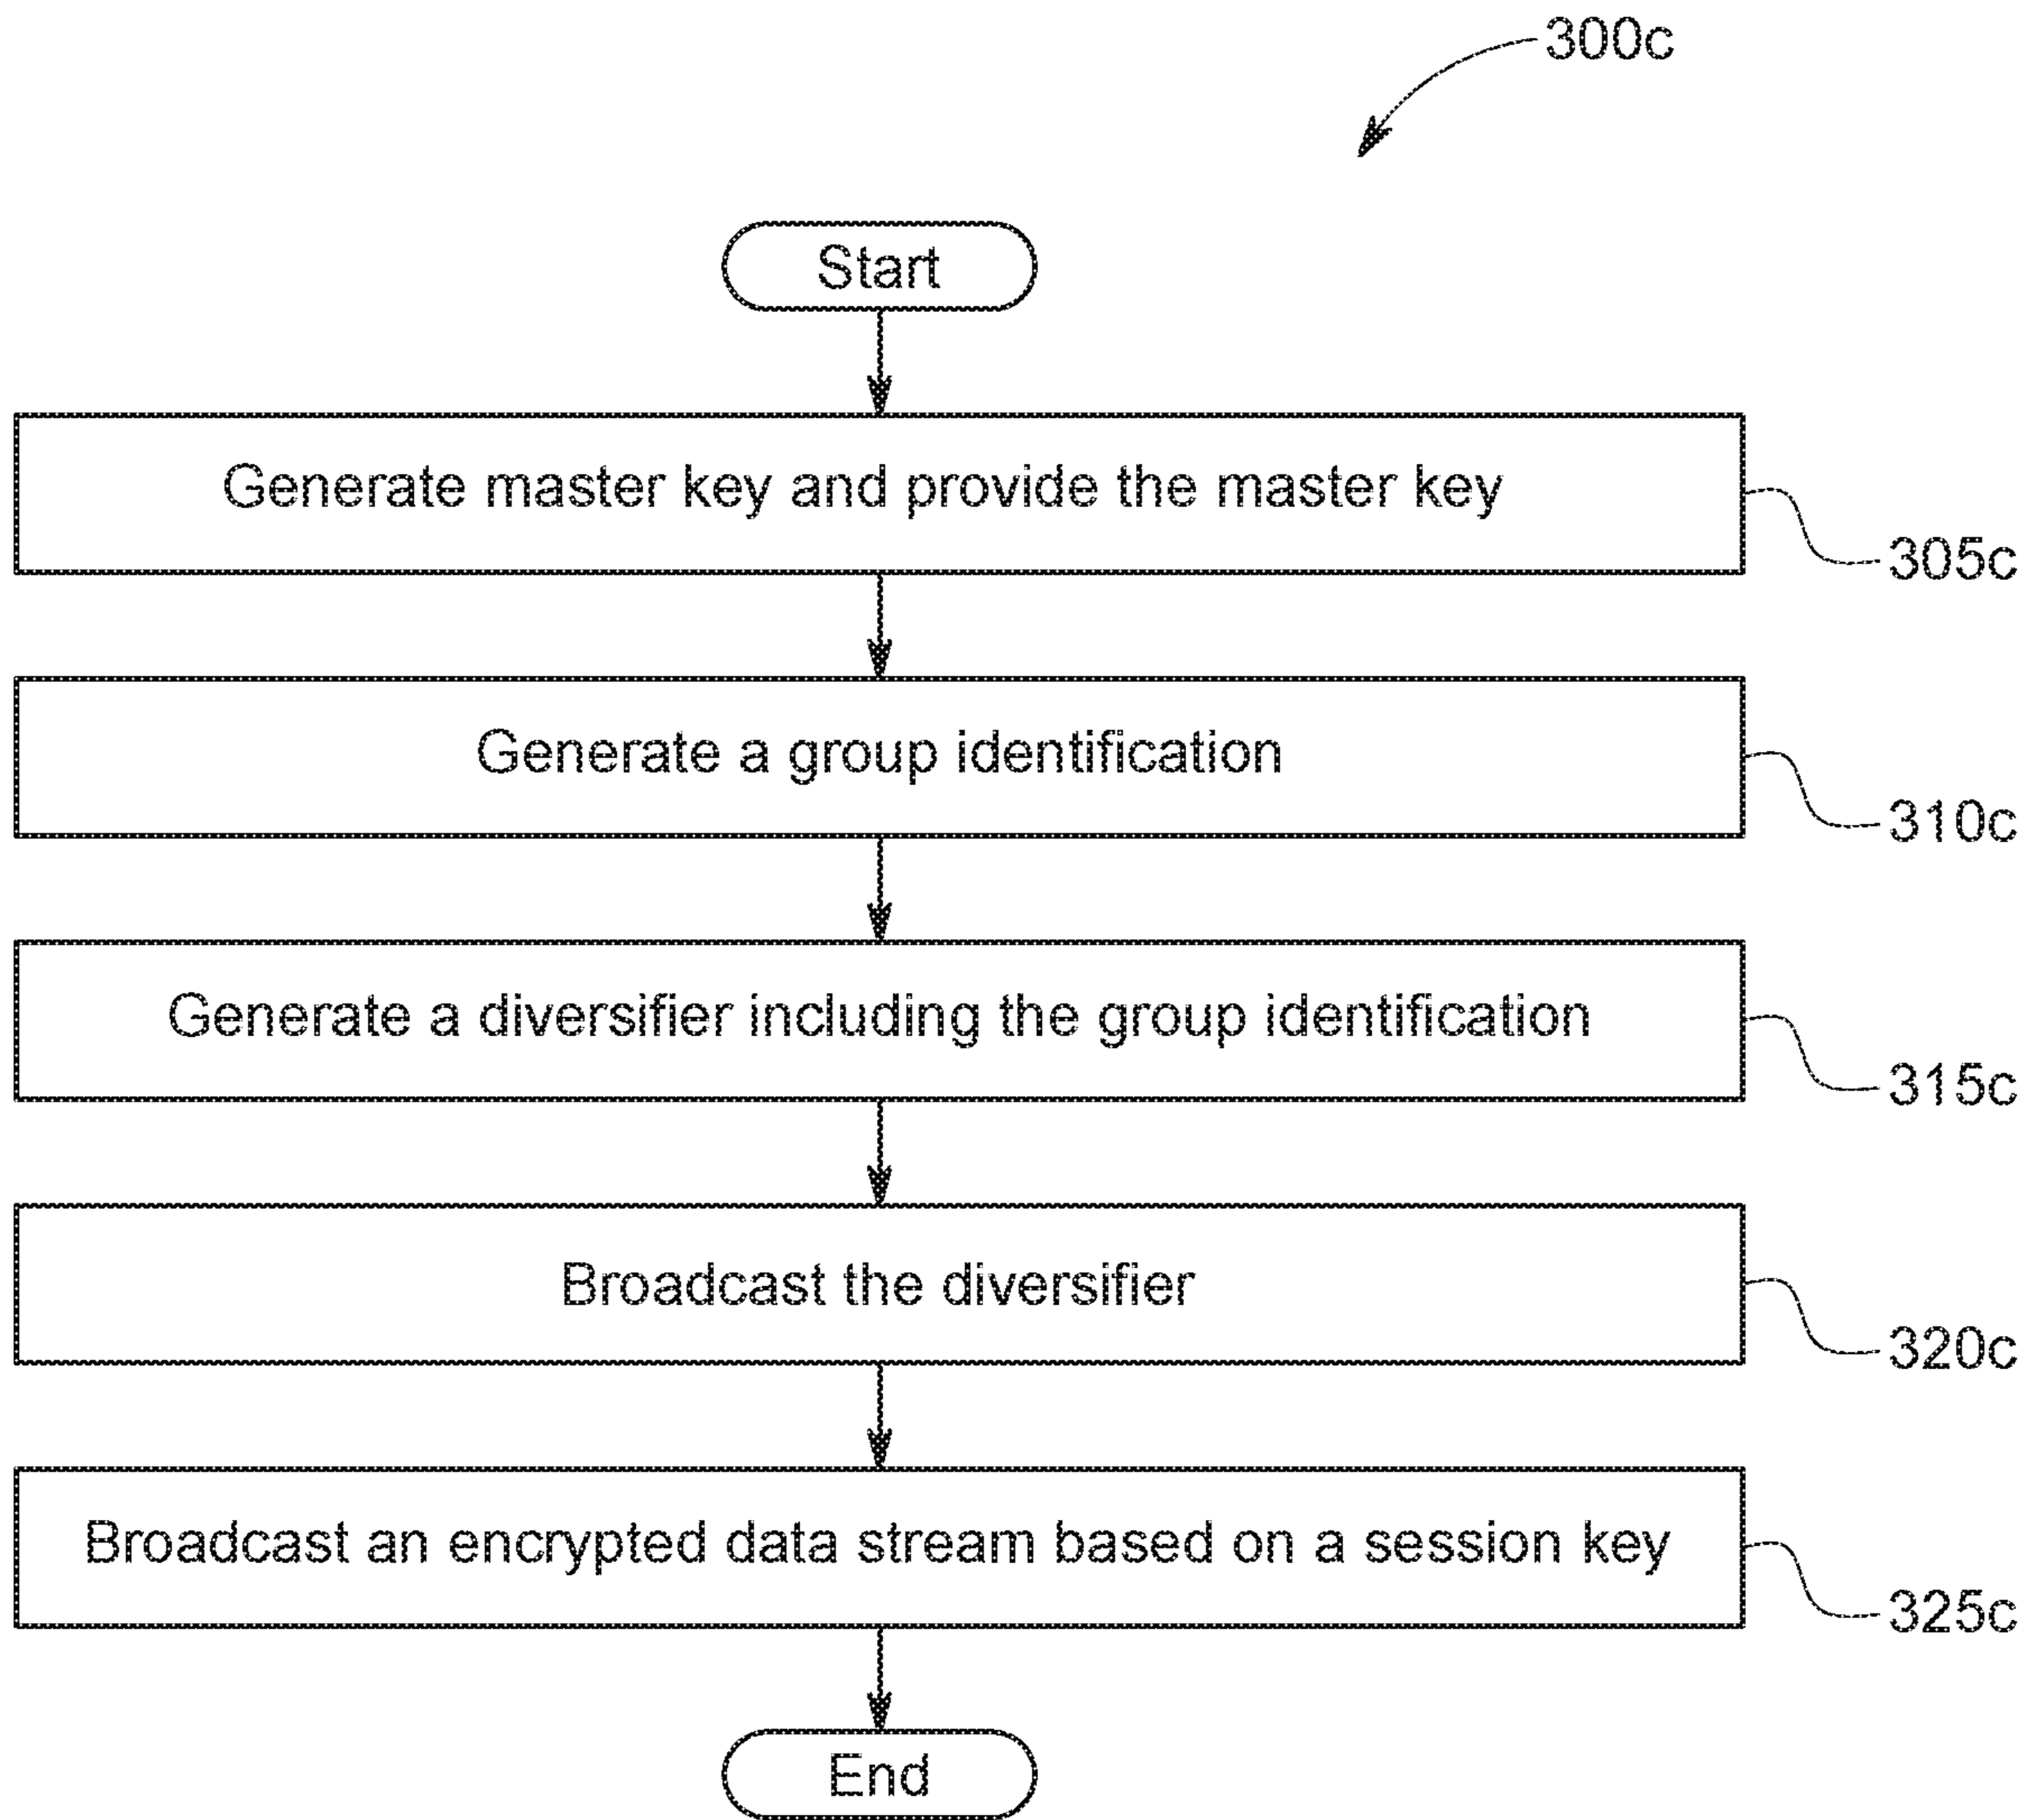 300c
Start
Generate master key and provide the master key
305c
Generate a group identification
310c
Generate a diversifier including the group identification
315c
Broadcast the diversifier
320c
Broadcast an encrypted data stream based on a session key
325c
End